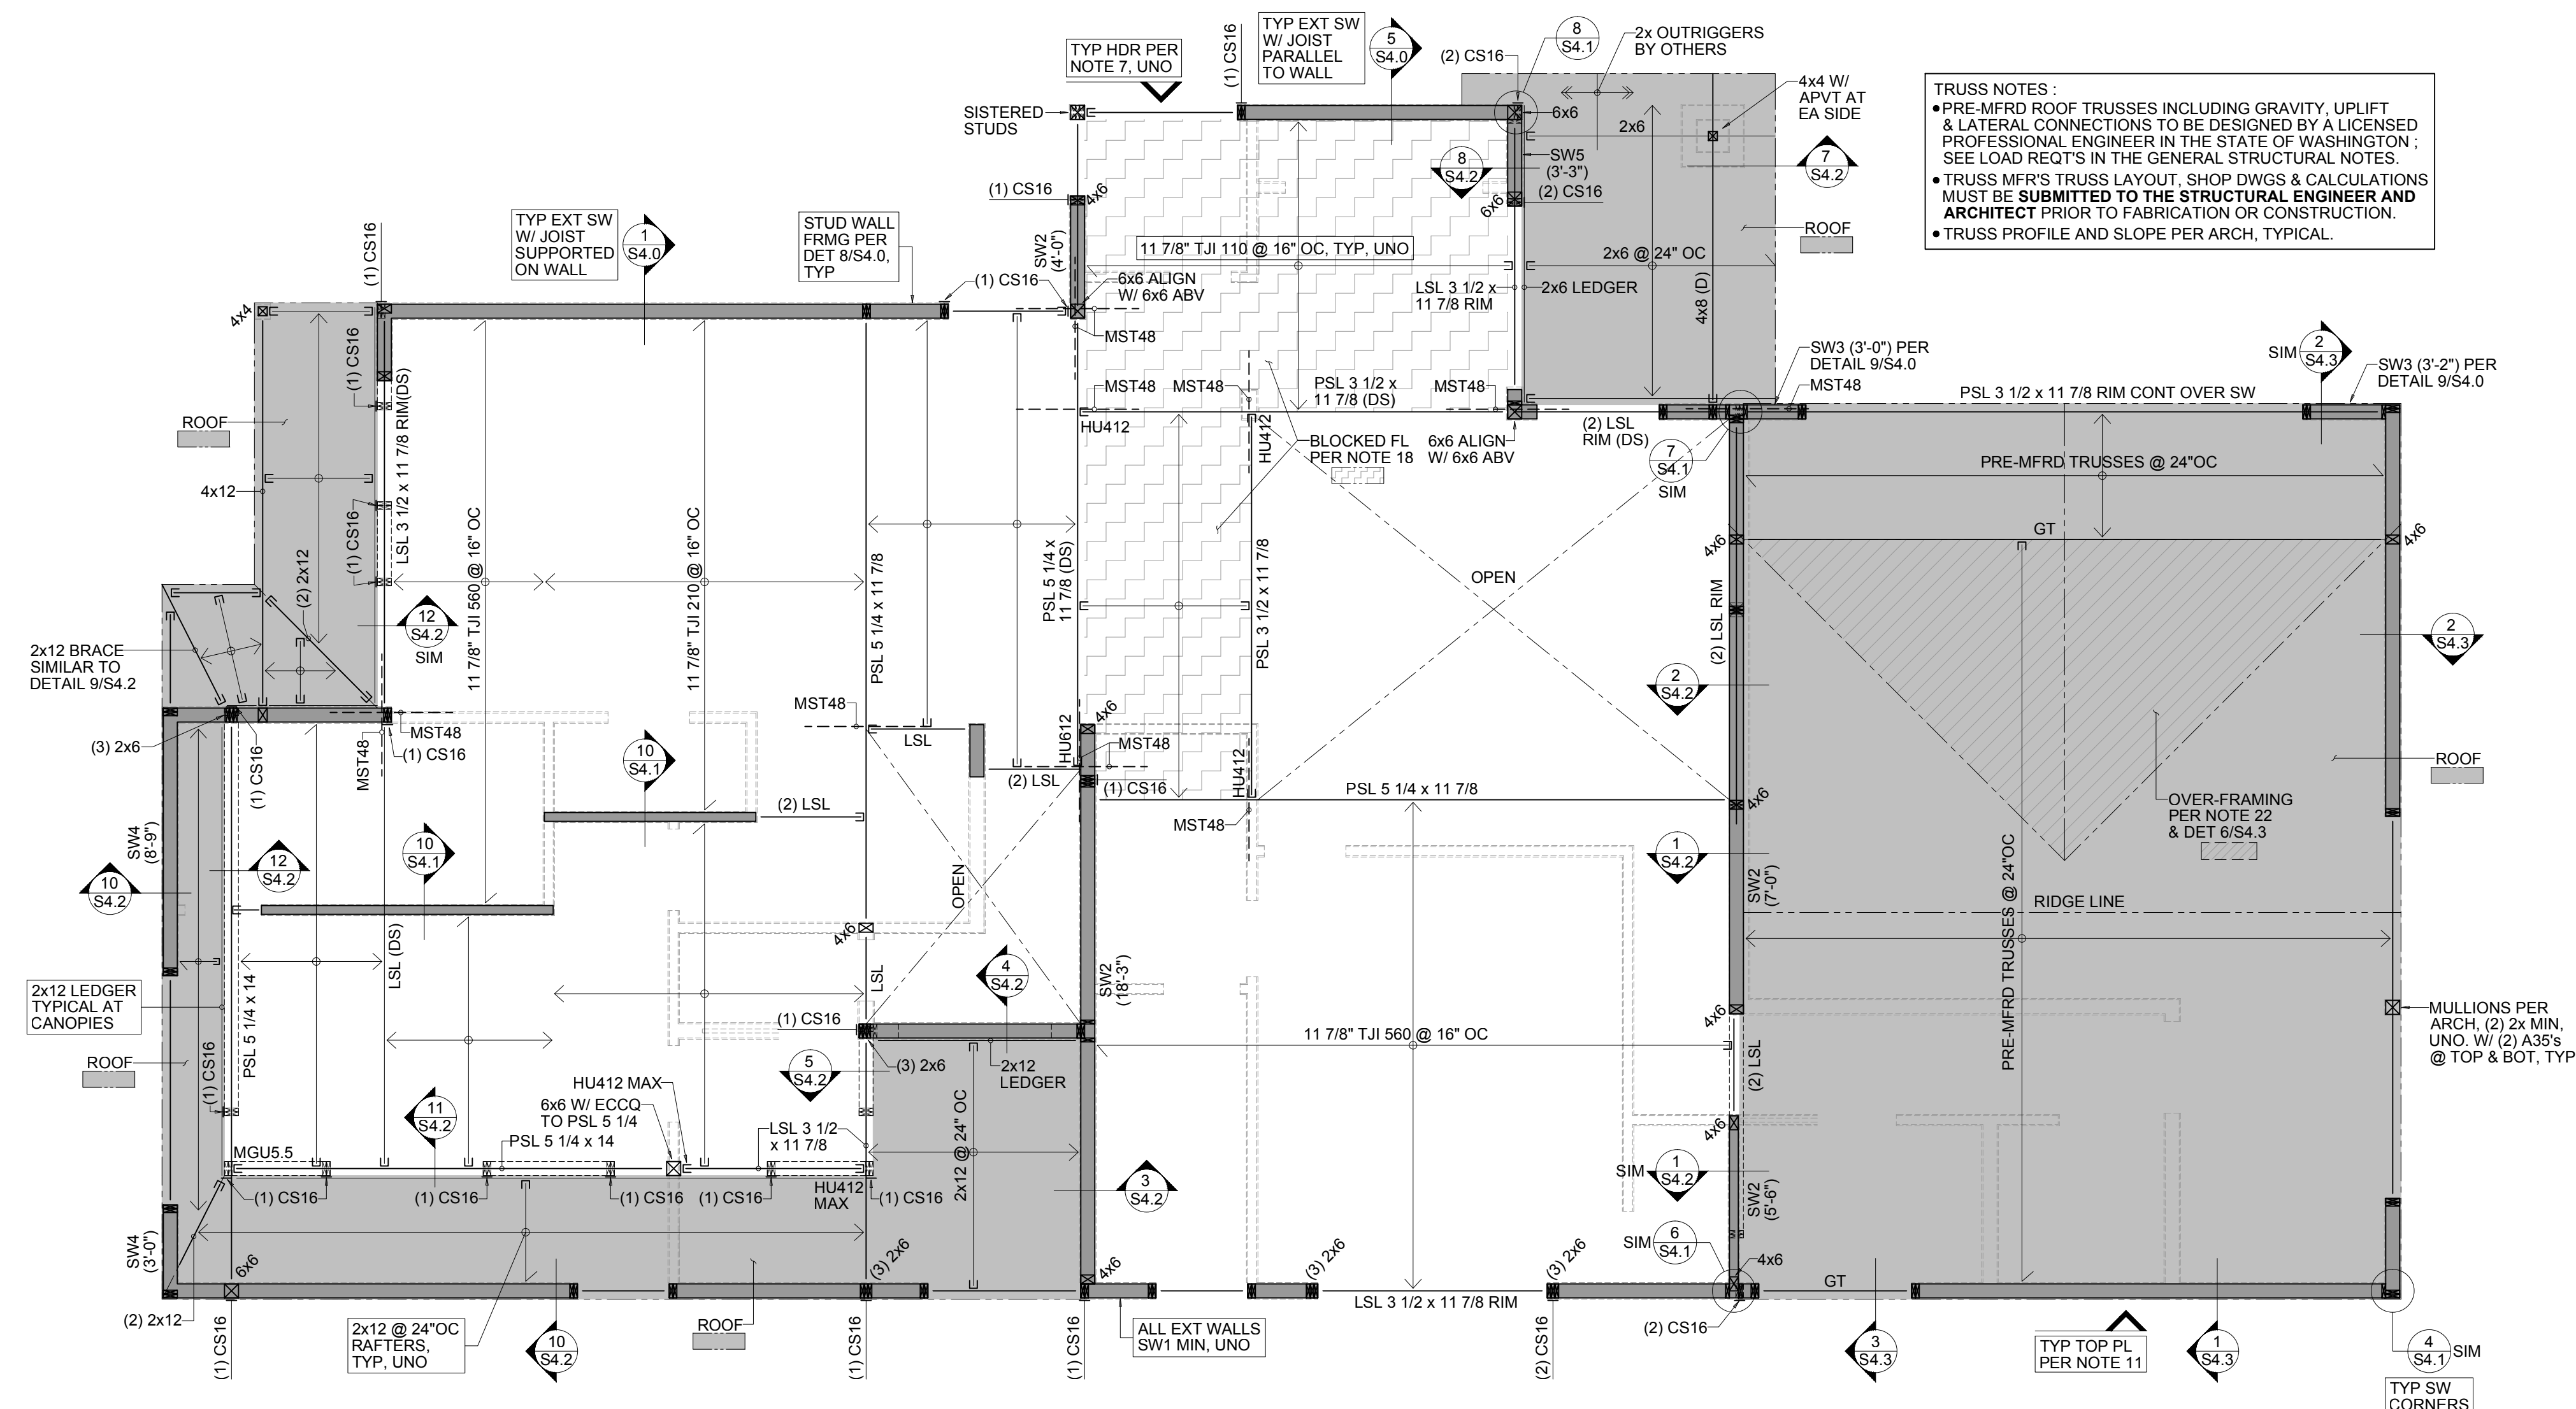 TYP EXT SW
W/ JOIST
PARALLEL
TO WALL
5
S4.0
(2) CS16
8
S4.1
2x OUTRIGGERS
BY OTHERS
TYP HDR PER
NOTE 7, UNO
(1) CS16
4x4 W/
APVT AT
EA SIDE
TRUSS NOTES :
•PRE-MFRD ROOF TRUSSES INCLUDING GRAVITY, UPLIFT
& LATERAL CONNECTIONS TO BE DESIGNED BY A LICENSED
PROFESSIONAL ENGINEER IN THE STATE OF WASHINGTON ;
SEE LOAD REQT'S IN THE GENERAL STRUCTURAL NOTES.
• TRUSS MFR'S TRUSS LAYOUT, SHOP DWGS & CALCULATIONS
MUST BE SUBMITTED TO THE STRUCTURAL ENGINEER AND
ARCHITECT PRIOR TO FABRICATION OR CONSTRUCTION.
• TRUSS PROFILE AND SLOPE PER ARCH, TYPICAL.
SISTERED
STUDS
6x6
2x6
8
S4.2
SW5
(3'-3")
(2) CS16
7
S4.2
(1) CS16
4x6
6x6
TYP EXT SW
W/ JOIST
SUPPORTED
ON WALL
1
S4.0
STUD WALL
FRMG PER
DET 8/S4.0,
TYP
(1) CS16
SW2
(4'-0")
11 7/8" TJI 110 @ 16" OC, TYP, UNO
ROOF
2x6 @ 24" OC
(1) CS16
6x6 ALIGN
W/ 6x6 ABV
LSL 3 1/2 x
11 7/8 RIM
2x6 LEDGER
4x8 (D)
4x4
MST48
(1) CS16
LSL 3 1/2 x 11 7/8 RIM(DS)
SW3 (3'-0") PER
DETAIL 9/S4.0
MST48
SIM
2
S4.3
SW3 (3'-2") PER
DETAIL 9/S4.0
MST48
MST48
PSL 3 1/2 x
11 7/8 (DS)
MST48
PSL 3 1/2 x 11 7/8 RIM CONT OVER SW
ROOF
HU412
HU412
BLOCKED FL
PER NOTE 18
6x6 ALIGN
W/ 6x6 ABV
(2) LSL
RIM (DS)
7
S4.1
SIM
PRE-MFRD TRUSSES @ 24"OC
4x12
(1) CS16
11 7/8" TJI 560 @ 16" OC
11 7/8" TJI 210 @ 16" OC
PSL 5 1/4 x 11 7/8
PSL 5 1/4 x
11 7/8 (DS)
PSL 3 1/2 x 11 7/8
OPEN
4x6
GT
4x6
(2) 2x12
12
S4.2
SIM
(2) LSL RIM
2
S4.3
2x12 BRACE
SIMILAR TO
DETAIL 9/S4.2
2
S4.2
MST48
4x6
(3) 2x6
(1) CS16
MST48
MST48
(1) CS16
LSL
HU612
MST48
10
S4.1
(2) LSL
(1) CS16
HU412
PSL 5 1/4 x 11 7/8
4x6
ROOF
(2) LSL
MST48
OVER-FRAMING
PER NOTE 22
& DET 6/S4.3
SW4
(8'-9")
12
S4.2
10
S4.1
1
S4.2
10
S4.2
OPEN
SW2
(7'-0")
PRE-MFRD TRUSSES @ 24"OC
RIDGE LINE
4x6
LSL (DS)
LSL
4
S4.2
SW2
(18'-3")
2x12 LEDGER
TYPICAL AT
CANOPIES
PSL 5 1/4 x 14
4x6
MULLIONS PER
ARCH, (2) 2x MIN,
UNO. W/ (2) A35's
@ TOP & BOT, TYP
(1) CS16
11 7/8" TJI 560 @ 16" OC
(2) LSL
ROOF
(1) CS16
5
S4.2
(3) 2x6
2x12
LEDGER
HU412 MAX
6x6 W/ ECCQ
TO PSL 5 1/4
11
S4.2
PSL 5 1/4 x 14
LSL 3 1/2
x 11 7/8
2x12 @ 24" OC
4x6
MGU5.5
SIM
1
S4.2
(1) CS16
(1) CS16
(1) CS16
(1) CS16
HU412
MAX
(1) CS16
3
S4.2
SW2
(5'-6")
SW4
(3'-0")
6x6
(3) 2x6
4x6
(3) 2x6
(3) 2x6
SIM
6
S4.1
4x6
GT
LSL 3 1/2 x 11 7/8 RIM
(2) 2x12
(1) CS16
2x12 @ 24"OC
RAFTERS,
TYP, UNO
10
S4.2
ROOF
(1) CS16
(1) CS16
ALL EXT WALLS
SW1 MIN, UNO
(2) CS16
(2) CS16
3
S4.3
TYP TOP PL
PER NOTE 11
1
S4.3
4
S4.1
SIM
TYP SW
CORNERS